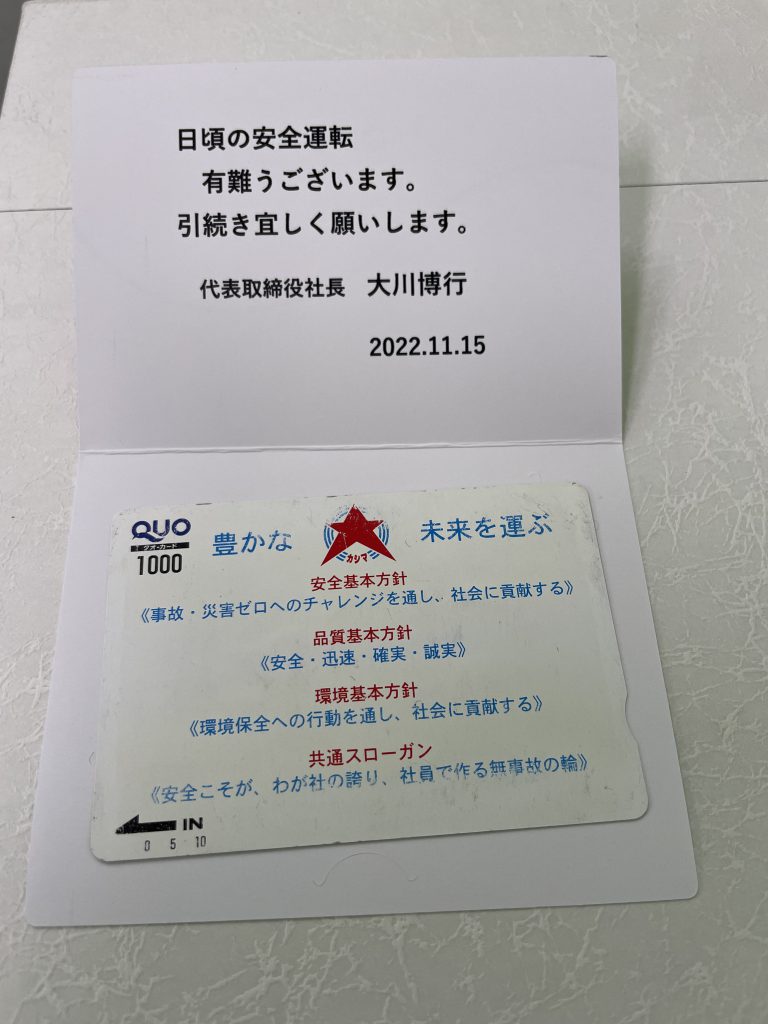 日頃の安全運転
有難うございます。
引続き宜しく願いします。
代表取締役社長 大川博行
2022.11.15
QUO
クオ・カード
1000
豊かな
カシマ
未来を運ぶ
安全基本方針
《事故・災害ゼロへのチャレンジを通し、社会に貢献する》
品質基本方針
《安全・迅速・確実・誠実》
環境基本方針
《環境保全への行動を通し、社会に貢献する》
共通スローガン
《安全こそが、わが社の誇り、社員で作る無事故の輪》
IN
0 5 10